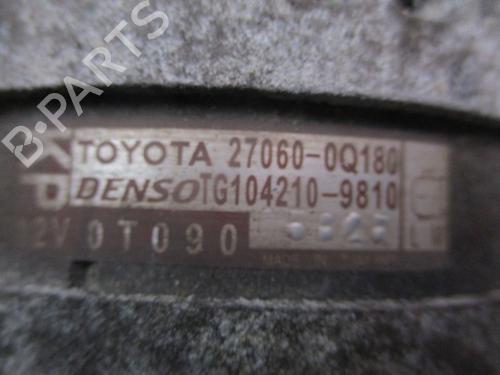 B-PARTS
TOYOTA 27060-0Q180
DENSO TG104210-9810
12V 0T090
L
MADE IN